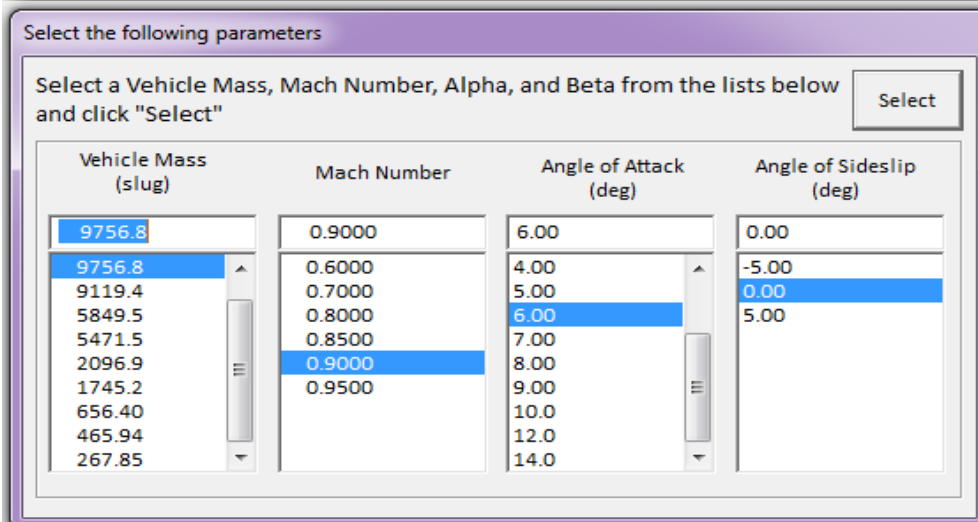 Select the following parameters
Select a Vehicle Mass, Mach Number, Alpha, and Beta from the lists below
and click "Select"
Select
Vehicle Mass
(slug)
9756.8
9756.8
9119.4
5849.5
5471.5
2096.9
1745.2
656.40
465.94
267.85
Mach Number
0.9000
0.6000
0.7000
0.8000
0.8500
0.9000
0.9500
Angle of Attack
(deg)
6.00
4.00
5.00
6.00
7.00
8.00
9.00
10.0
12.0
14.0
Angle of Sideslip
(deg)
0.00
-5.00
0.00
5.00